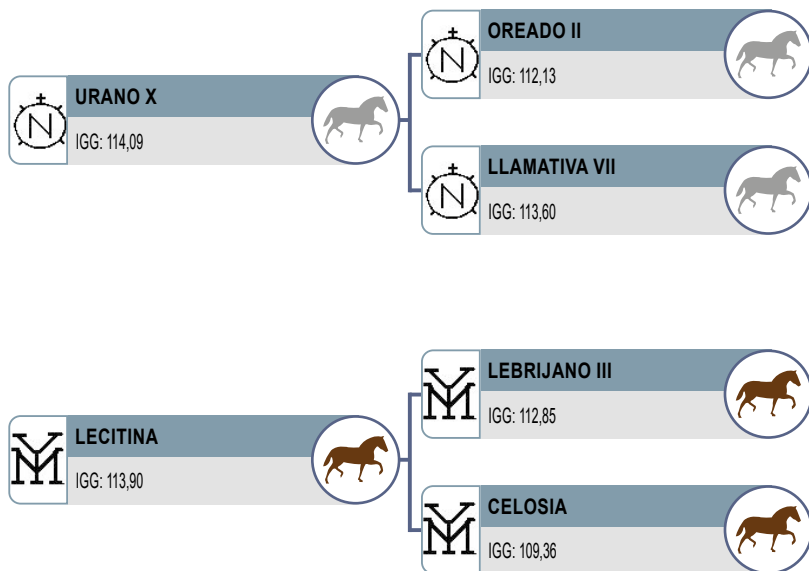 OREADO II
IGG: 112,13
URANO X
IGG: 114,09
LLAMATIVA VII
IGG: 113,60
LEBRIJANO III
IGG: 112,85
LECITINA
IGG: 113,90
CELOSIA
IGG: 109,36